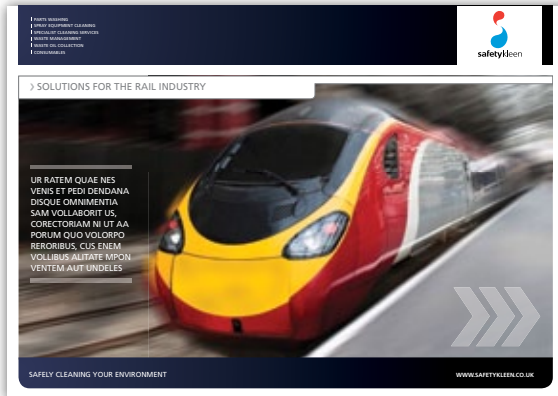 PARTS WASHING
SPRAY EQUIPMENT CLEANING
SPECIALIST CLEANING SERVICES
WASTE MANAGEMENT
WASTE OIL COLLECTION
CONSUMABLES
safetykleen
SOLUTIONS FOR THE RAIL INDUSTRY
UR RATEM QUAE NES
VENIS ET PEDI DENDANA
DISQUE OMNIMENTIA
SAM VOLLABORIT US,
CORECTORIAM NI UT AA
PORUM QUO VOLORPO
RERORIBUS, CUS ENEM
VOLLIBUS ALITATE MPON
VENTEM AUT UNDELES
SAFELY CLEANING YOUR ENVIRONMENT
WWW.SAFETYKLEEN.CO.UK